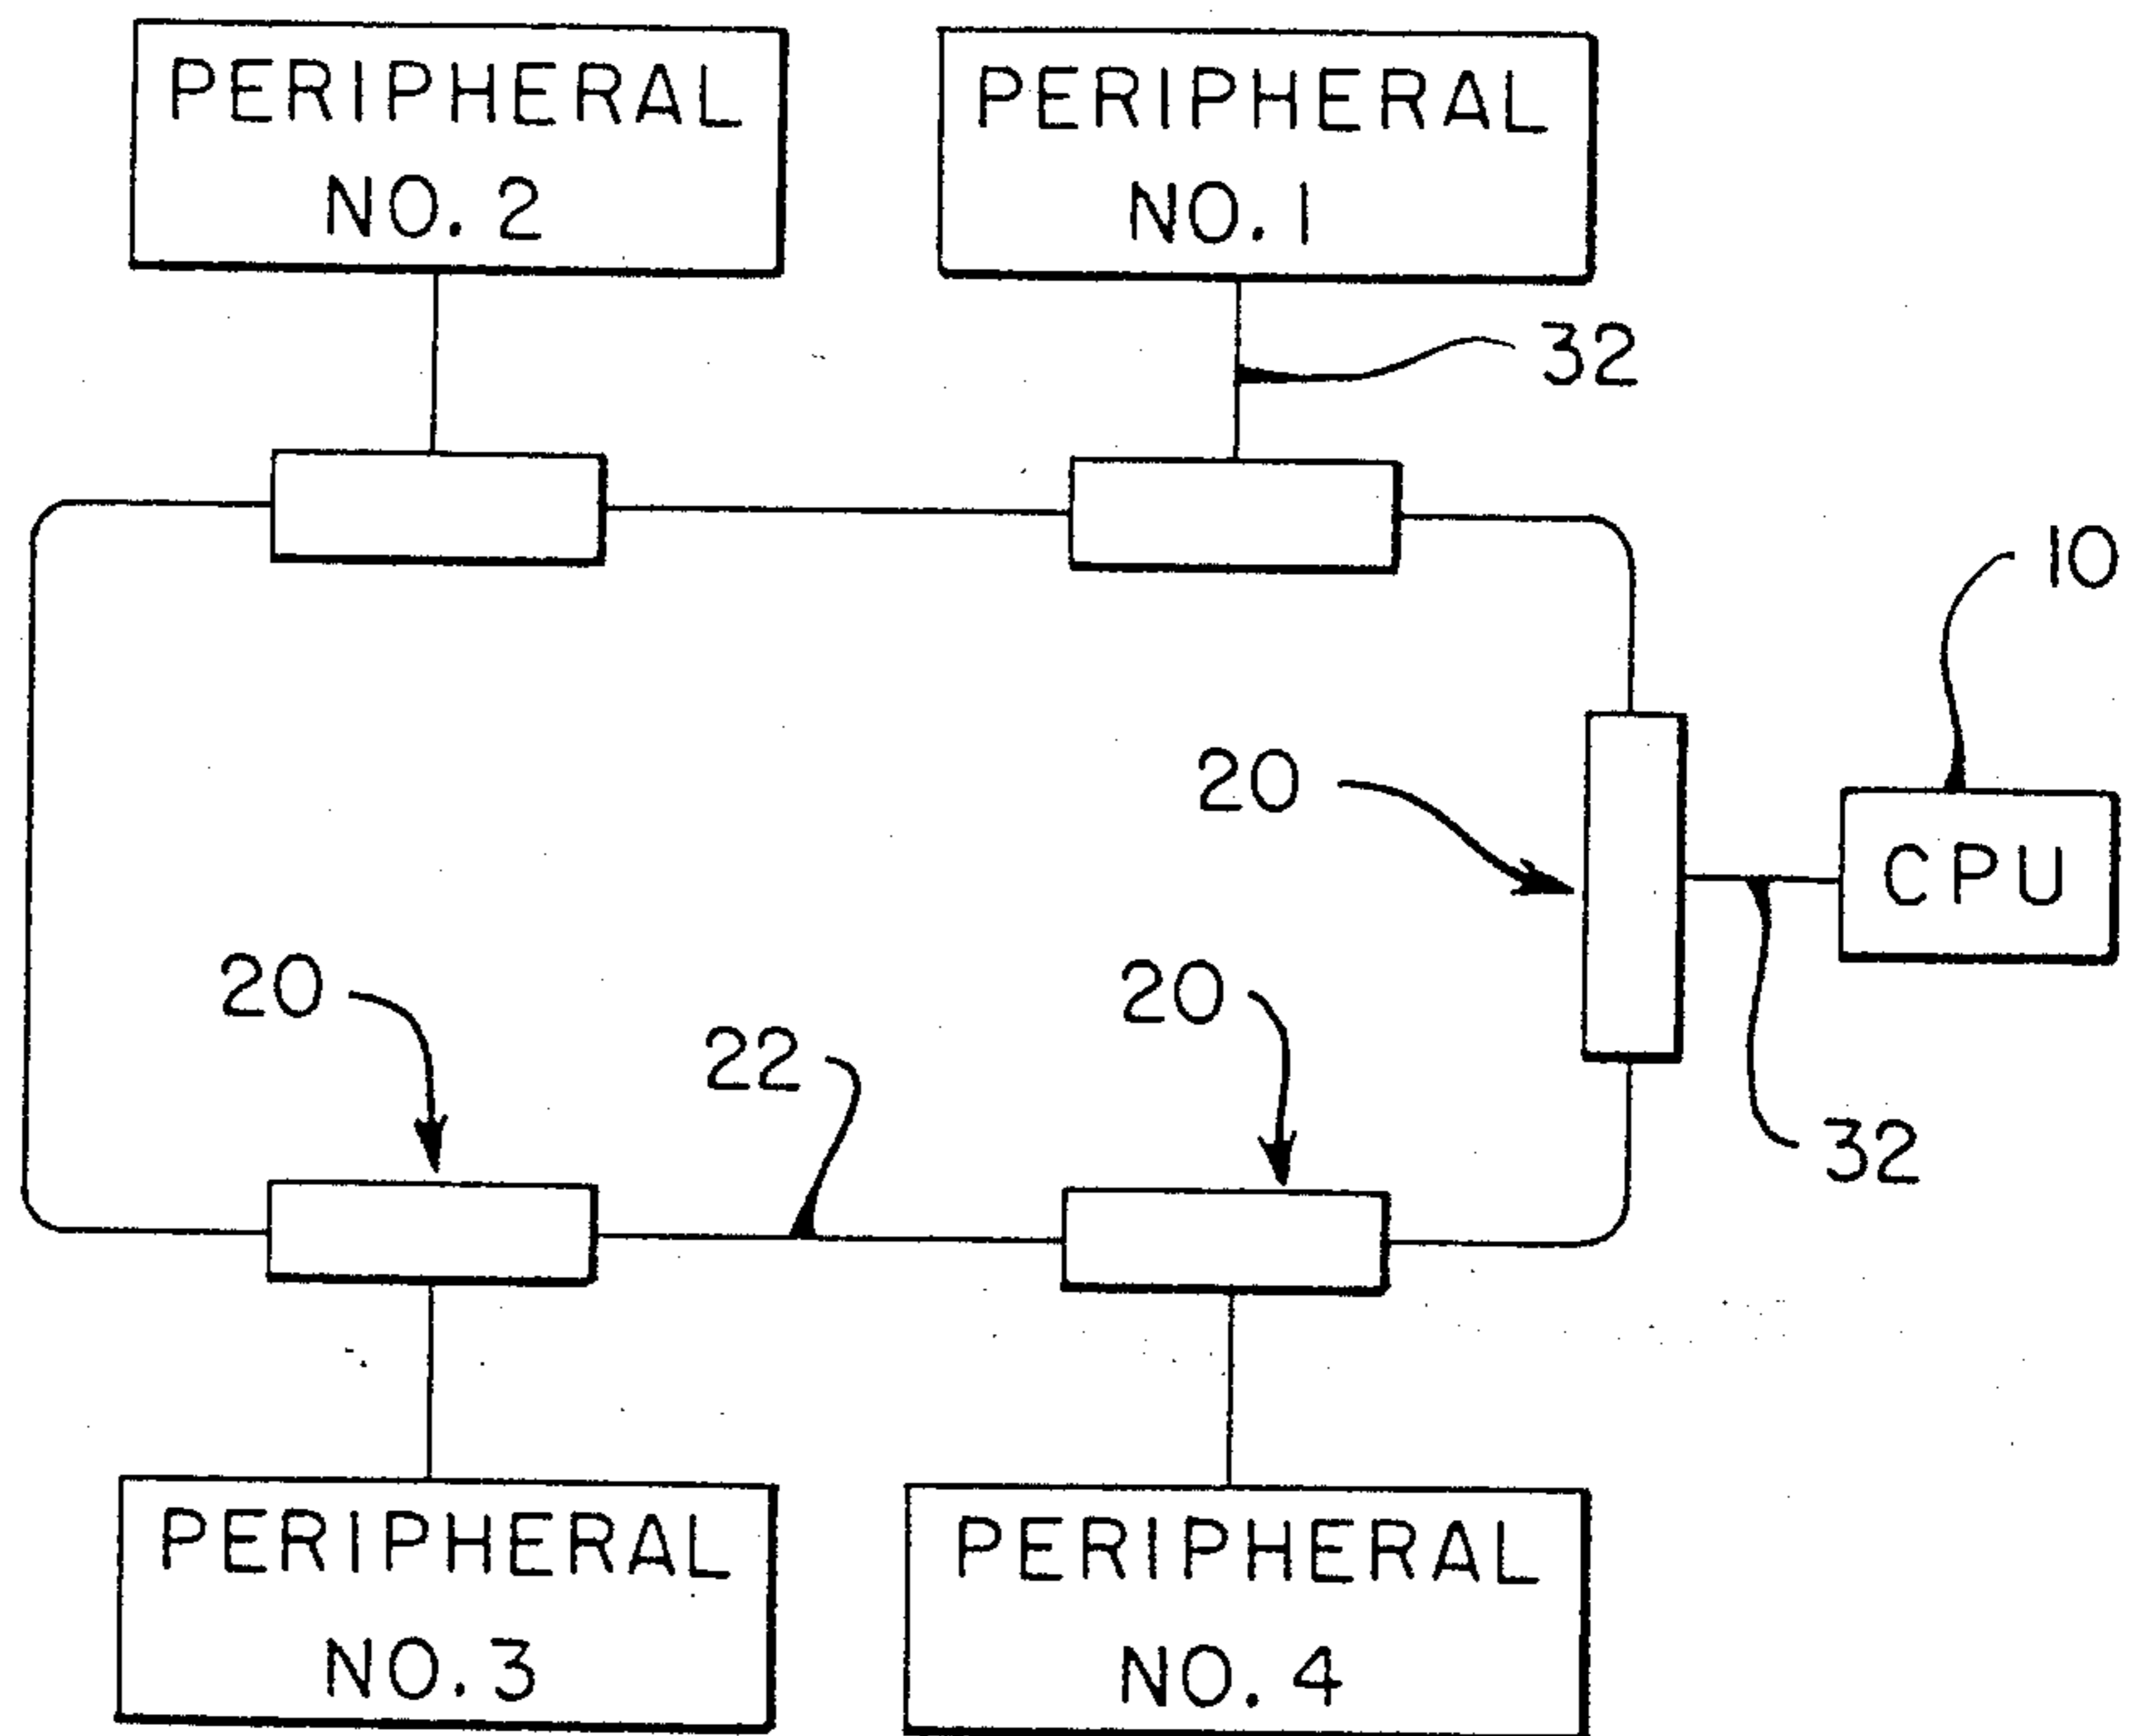 PERIPHERAL
NO. 2
PERIPHERAL
NO. 1
32
10
20
CPU
20
22
20
32
PERIPHERAL
NO. 3
PERIPHERAL
NO. 4